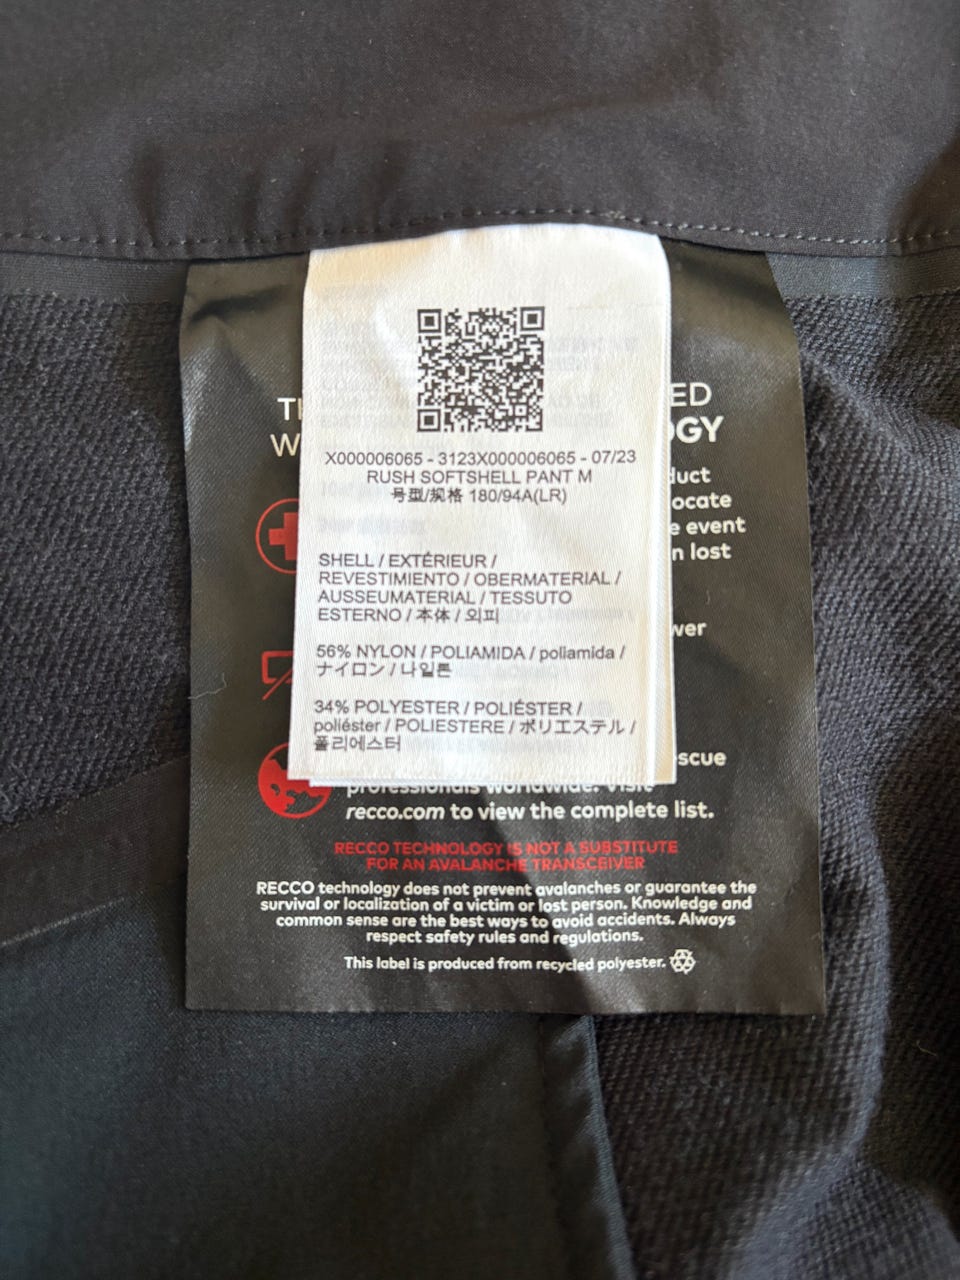 X000006065 - 3123X000006065 - 07/23
RUSH SOFTSHELL PANT M
号型/规格 180/94A(LR)
SHELL / EXTÉRIEUR /
REVESTIMIENTO / OBERMATERIAL /
AUSSEUMATERIAL / TESSUTO
ESTERNO / 本体 / 외피
56% NYLON / POLIAMIDA / poliamida /
ナイロン / 나일론
34% POLYESTER / POLIÉSTER /
poliéster / POLIESTERE / ポリエステル /
폴리에스터
ocate
event
lost
professionals worldwide. Visit
recco.com to view the complete list.
RECCO TECHNOLOGY IS NOT A SUBSTITUTE
FOR AN AVALANCHE TRANSCEIVER
RECCO technology does not prevent avalanches or guarantee the
survival or localization of a victim or lost person. Knowledge and
common sense are the best ways to avoid accidents. Always
respect safety rules and regulations.
This label is produced from recycled polyester.